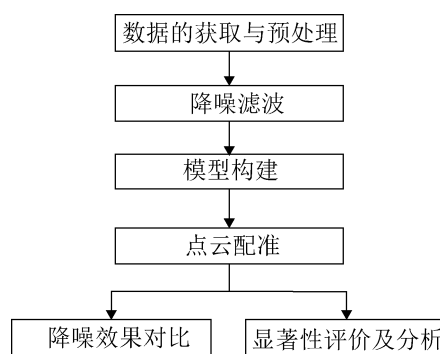 数据的获取与预处理
降噪滤波
模型构建
点云配准
降噪效果对比
显著性评价及分析